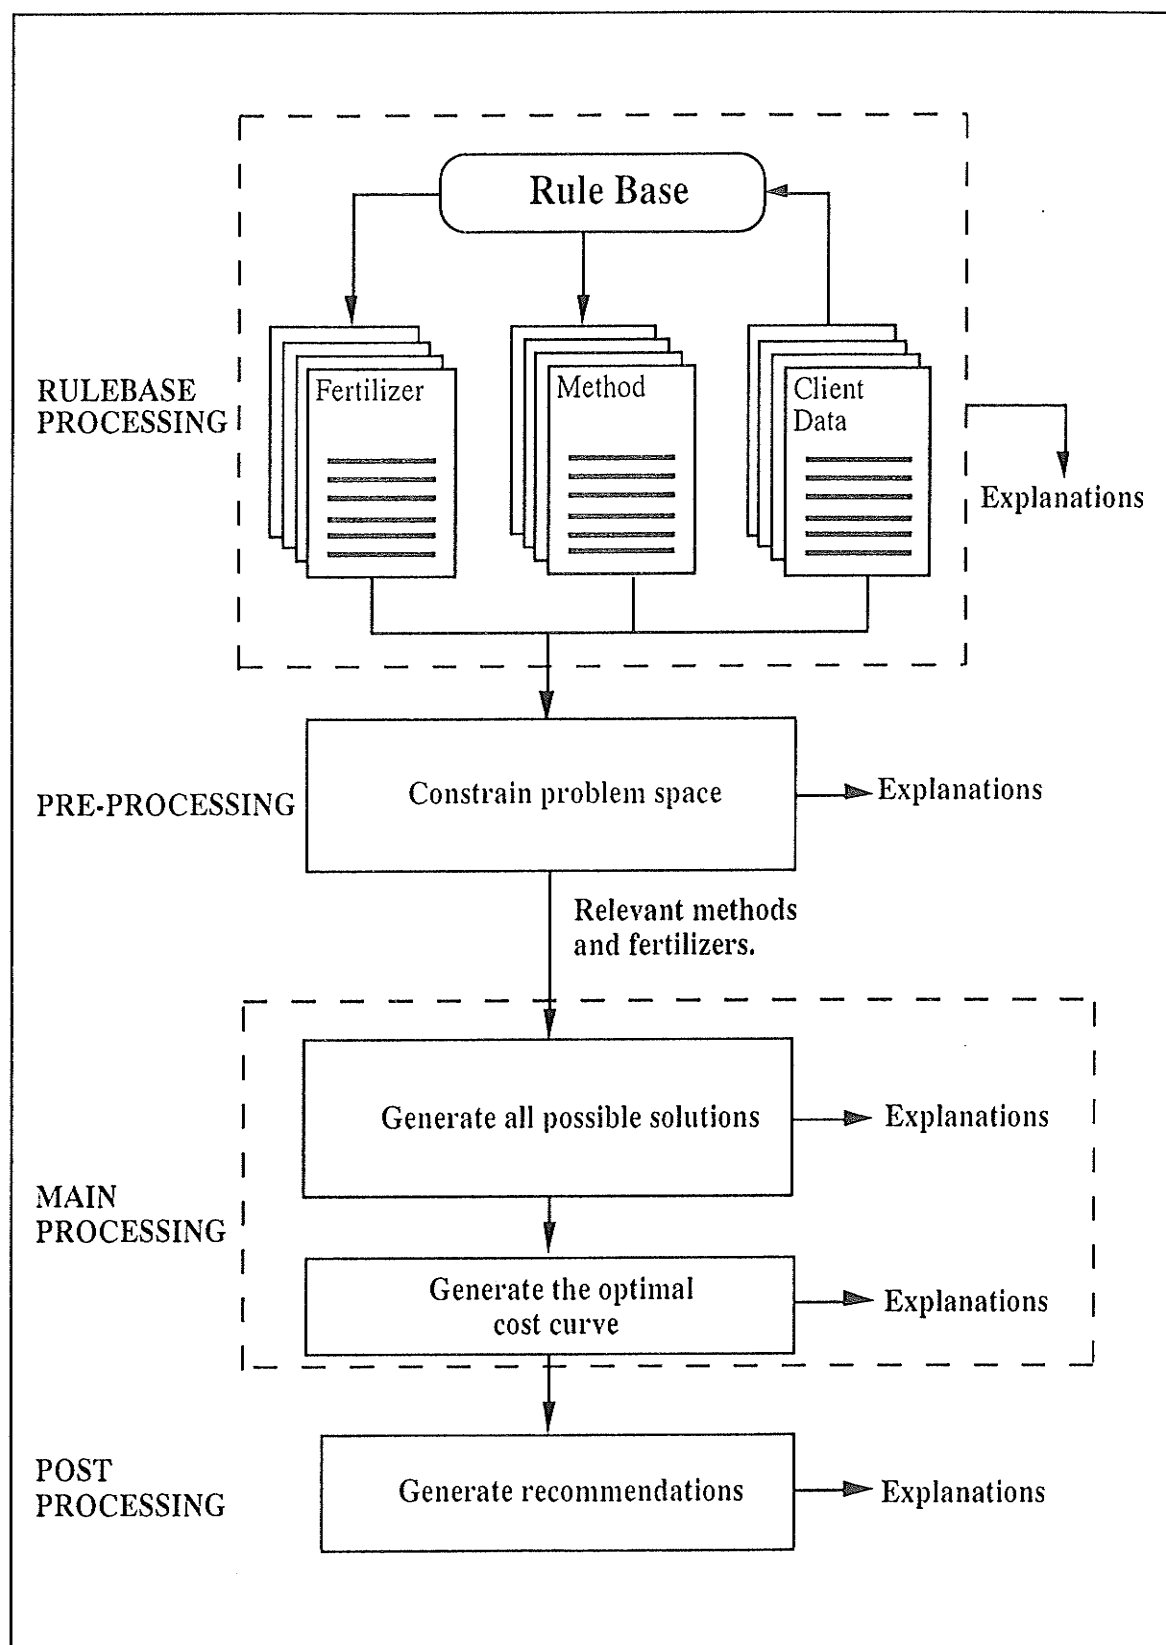 Rule Base
RULEBASE
PROCESSING
Fertilizer
Method
Client
Data
Explanations
PRE-PROCESSING
Constrain problem space
Explanations
Relevant methods
and fertilizers.
Generate all possible solutions
Explanations
MAIN
PROCESSING
Generate the optimal
cost curve
Explanations
POST
PROCESSING
Generate recommendations
Explanations